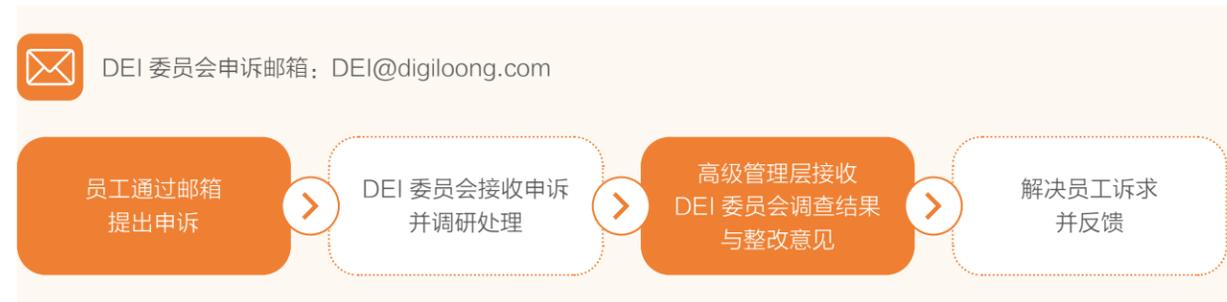 DEI 委员会申诉邮箱：DEI@digiloong.com
员工通过邮箱
提出申诉
DEI 委员会接收申诉
并调研处理
高级管理层接收
DEI 委员会调查结果
与整改意见
解决员工诉求
并反馈